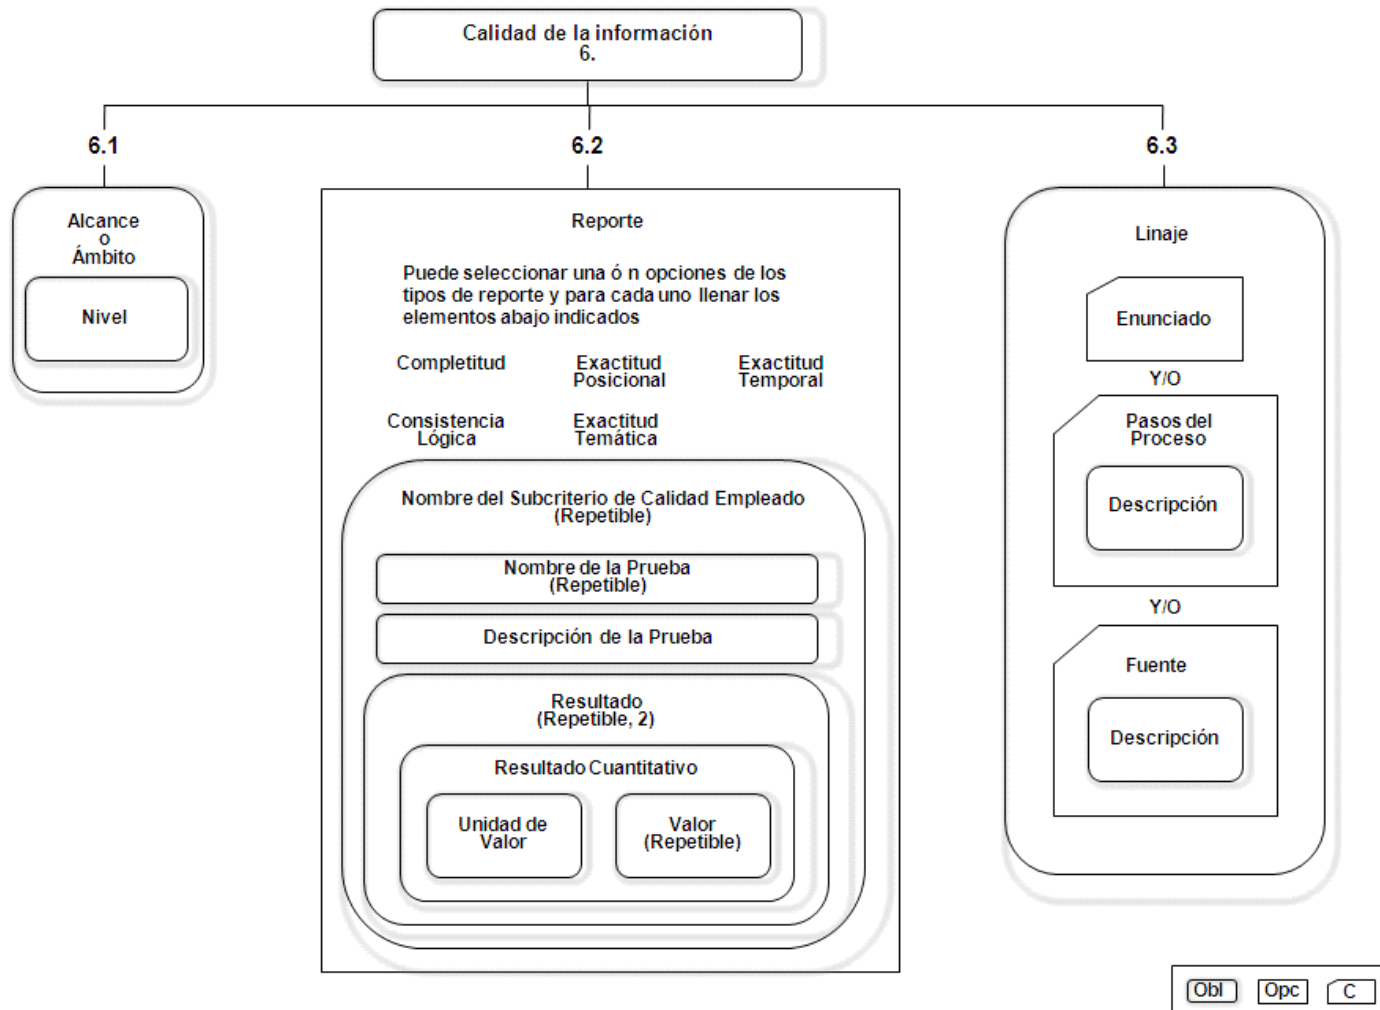 Calidad de la información
6.
6.1
6.2
6.3
Alcance
o
Ámbito
Nivel
Reporte
Puede seleccionar una ó n opciones de los
tipos de reporte y para cada uno llenar los
elementos abajo indicados
Completitud
Exactitud
Posicional
Exactitud
Temporal
Consistencia
Lógica
Exactitud
Temática
Nombre del Subcriterio de Calidad Empleado
(Repetible)
Nombre de la Prueba
(Repetible)
Descripción de la Prueba
Resultado
(Repetible, 2)
Resultado Cuantitativo
Unidad de
Valor
Valor
(Repetible)
Linaje
Enunciado
Y/O
Pasos del
Proceso
Descripción
Y/O
Fuente
Descripción
Obl
Opc
C